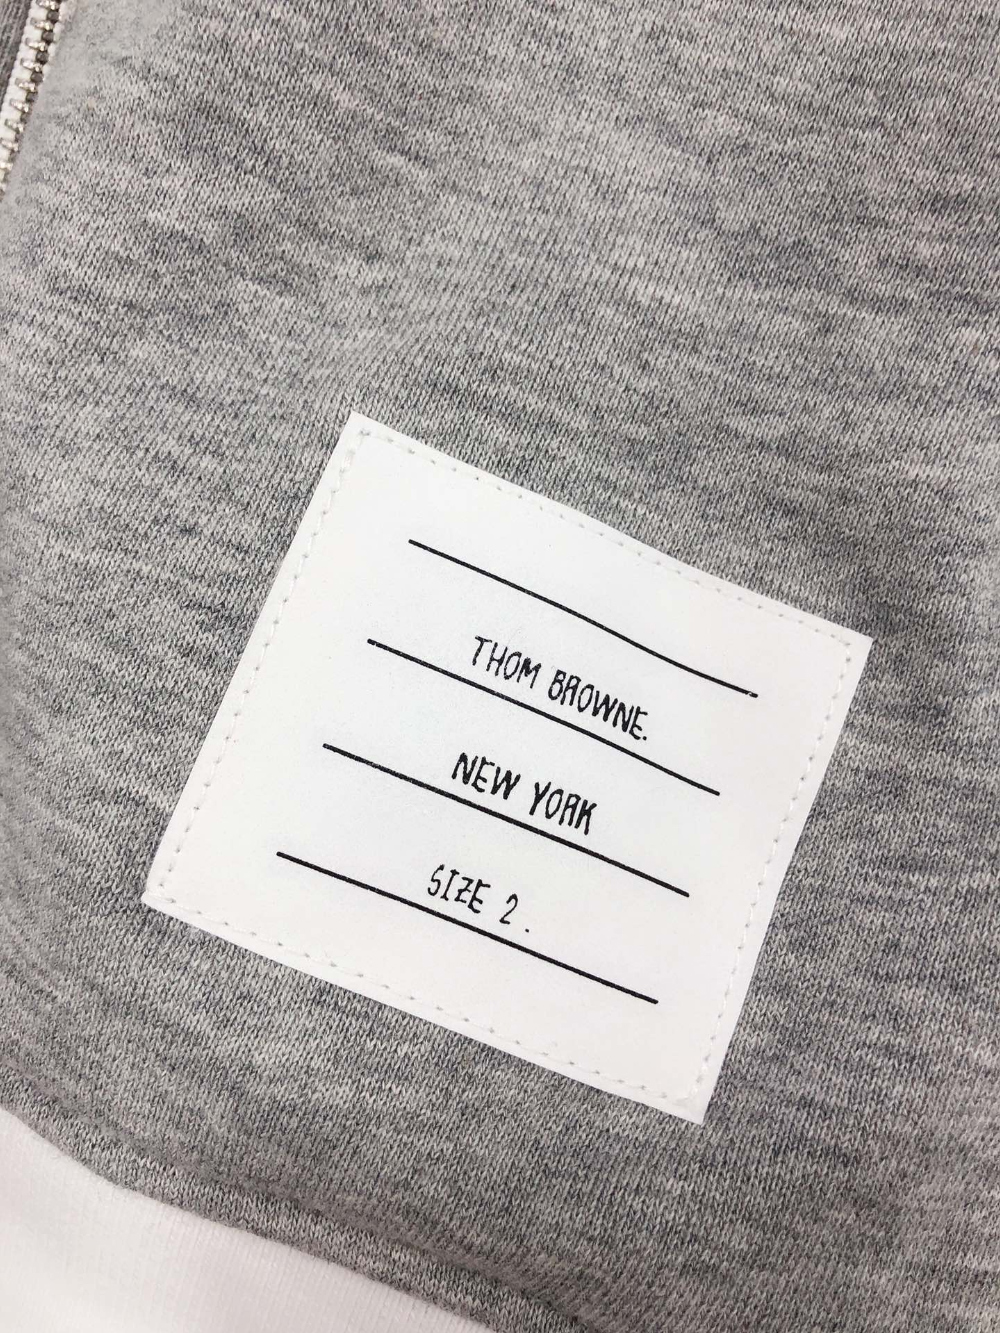 THOM BROWNE.
NEW YORK
SIZE 2.